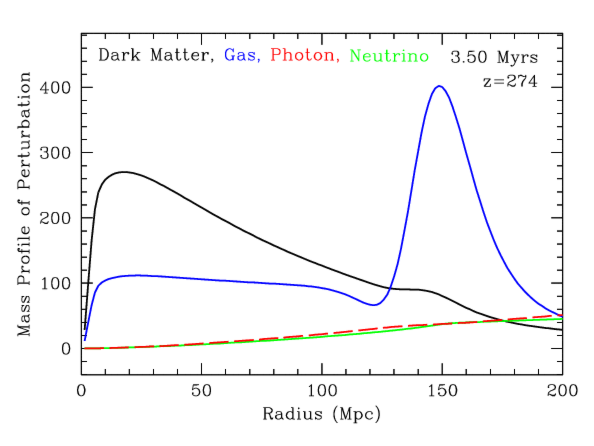 Dark Matter, Gas, Photon, Neutrino 3.50 Myrs
z=274
400
300
200
100
0
Mass Profile of Perturbation
0 50 100 150 200
Radius (Mpc)